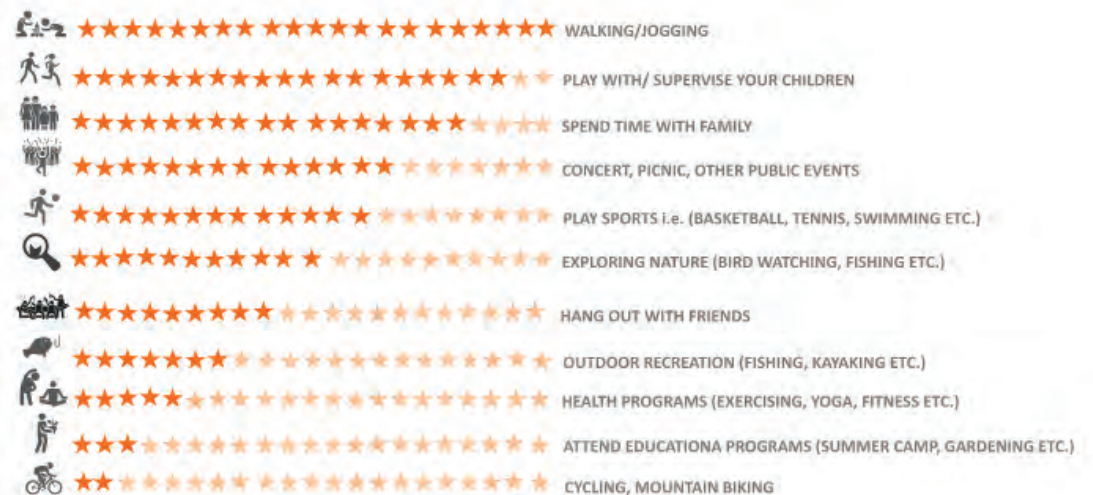 WALKING/JOGGING
PLAY WITH/ SUPERVISE YOUR CHILDREN
SPEND TIME WITH FAMILY
CONCERT, PICNIC, OTHER PUBLIC EVENTS
PLAY SPORTS i.e. (BASKETBALL, TENNIS, SWIMMING ETC.)
EXPLORING NATURE (BIRD WATCHING, FISHING ETC.)
HANG OUT WITH FRIENDS
OUTDOOR RECREATION (FISHING, KAYAKING ETC.)
HEALTH PROGRAMS (EXERCISING, YOGA, FITNESS ETC.)
ATTEND EDUCATIONA PROGRAMS (SUMMER CAMP, GARDENING ETC.)
CYCLING, MOUNTAIN BIKING